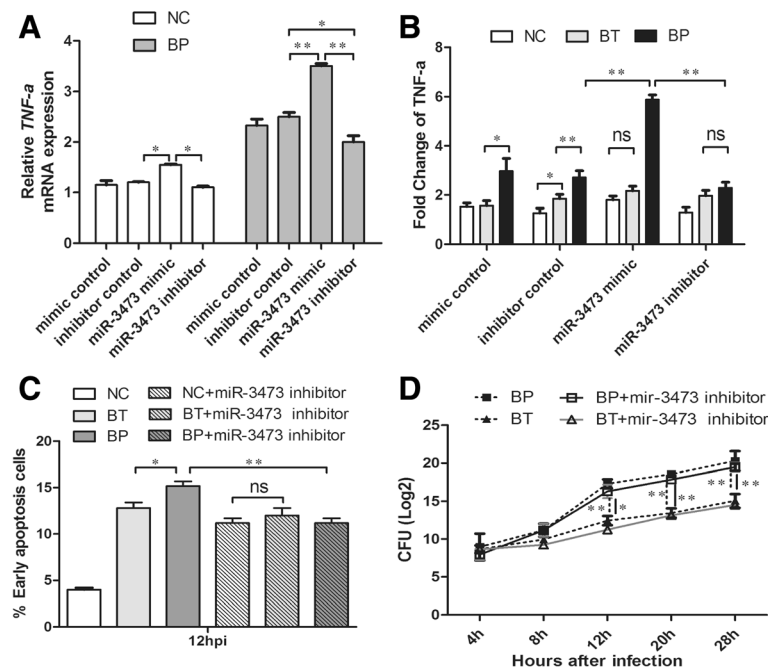 A
NC
BP
Relative TNF-a
mRNA expression
4
3
2
1
0
*
**
**
*
*
mimic control
inhibitor control
miR-3473 mimic
miR-3473 inhibitor
mimic control
inhibitor control
miR-3473 mimic
miR-3473 inhibitor
B
NC BT BP
Fold Change of TNF-a
8
6
4
2
0
** **
* ** ns ns
*
mimic control
inhibitor control
miR-3473 mimic
miR-3473 inhibitor
C
NC NC+miR-3473 inhibitor
BT BT+miR-3473 inhibitor
BP BP+miR-3473 inhibitor
% Early apoptosis cells
20
15
10
5
0
* **
ns
12hpi
D
BP BP+mir-3473 inhibitor
BT BT+mir-3473 inhibitor
CFU (Log2)
25
20
15
10
5
0
** * ** ** ** **
4h 8h 12h 20h 28h
Hours after infection